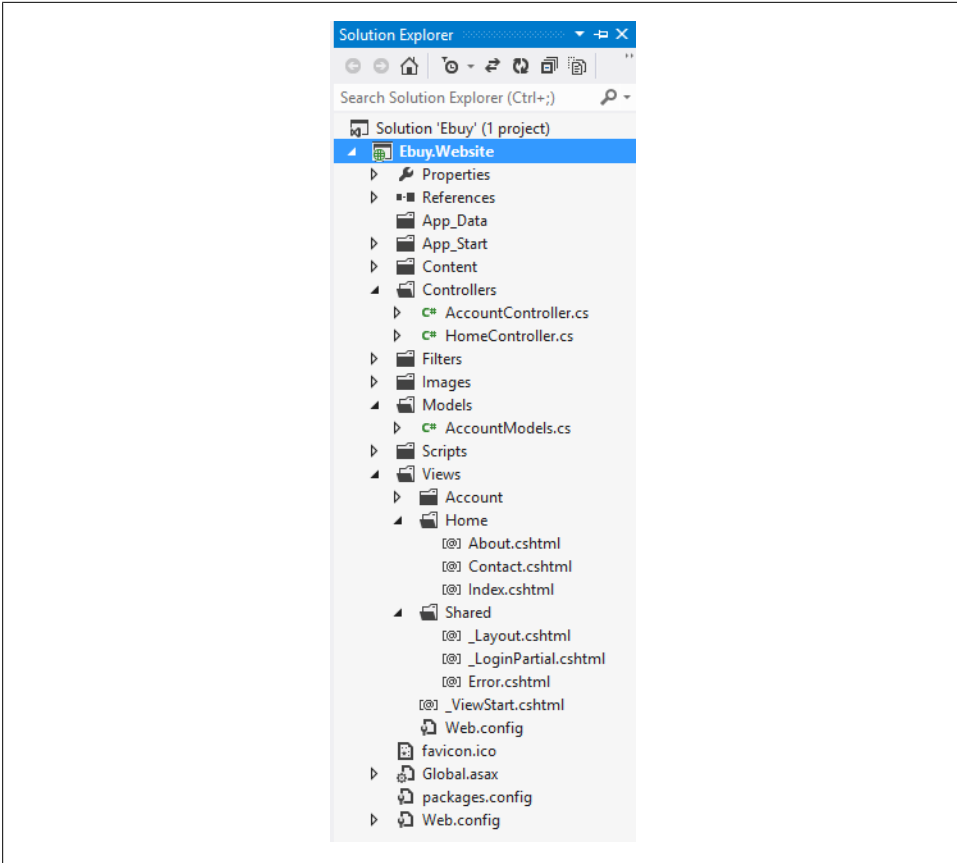 Solution Explorer
Search Solution Explorer (Ctrl+;)
Solution 'Ebuy' (1 project)
Ebuy.Website
Properties
References
App_Data
App_Start
Content
Controllers
C# AccountController.cs
C# HomeController.cs
Filters
Images
Models
C# AccountModels.cs
Scripts
Views
Account
Home
[@] About.cshtml
[@] Contact.cshtml
[@] Index.cshtml
Shared
[@] _Layout.cshtml
[@] _LoginPartial.cshtml
[@] Error.cshtml
[@] _ViewStart.cshtml
Web.config
favicon.ico
Global.asax
packages.config
Web.config